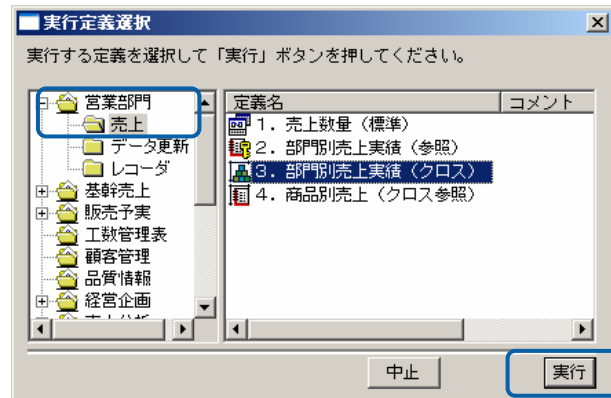 実行定義選択
実行する定義を選択して「実行」ボタンを押してください。
営業部門
売上
データ更新
レコーダ
基幹売上
販売予実
工数管理表
顧客管理
品質情報
経営企画
定義名 コメント
1．売上数量（標準）
2．部門別売上実績（参照）
3．部門別売上実績（クロス）
4．商品別売上（クロス参照）
中止 実行